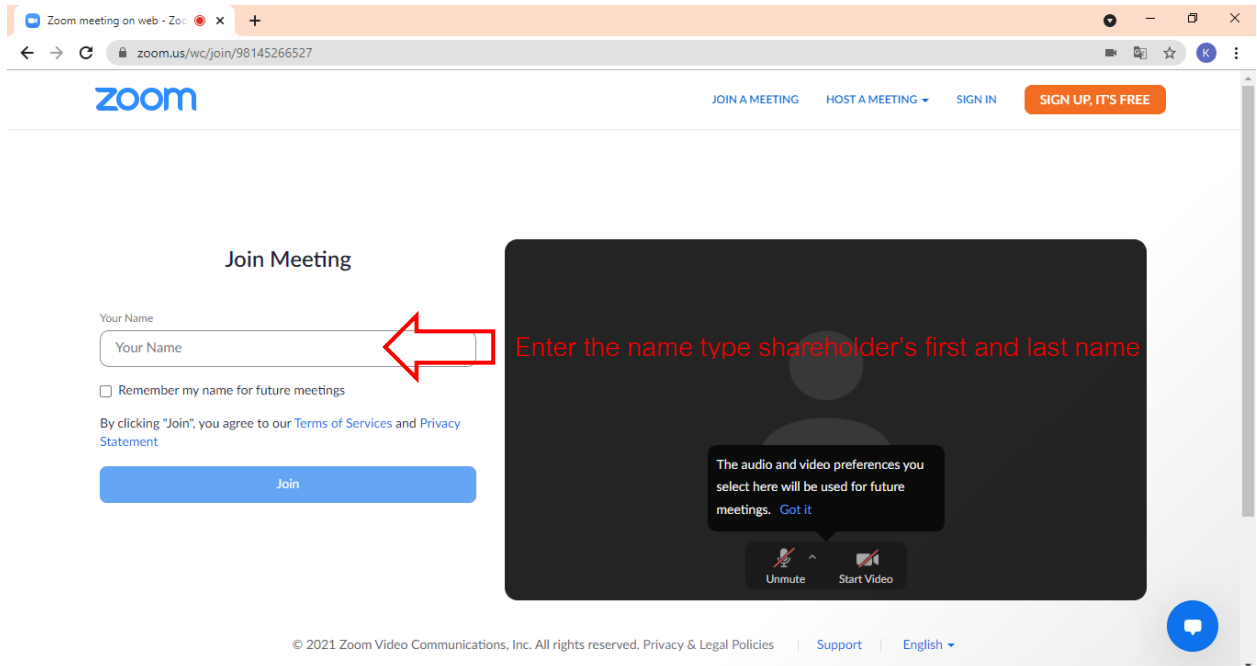 Zoom meeting on web - Zoo
zoom.us/wc/join/98145266527
K
zoom
JOIN A MEETING
HOST A MEETING
SIGN IN
SIGN UP, IT'S FREE
Join Meeting
Your Name
Your Name
Enter the name type shareholder's first and last name
Remember my name for future meetings
By clicking "Join", you agree to our Terms of Services and Privacy
Statement
Join
The audio and video preferences you
select here will be used for future
meetings. Got it
Unmute
Start Video
© 2021 Zoom Video Communications, Inc. All rights reserved. Privacy & Legal Policies
Support
English